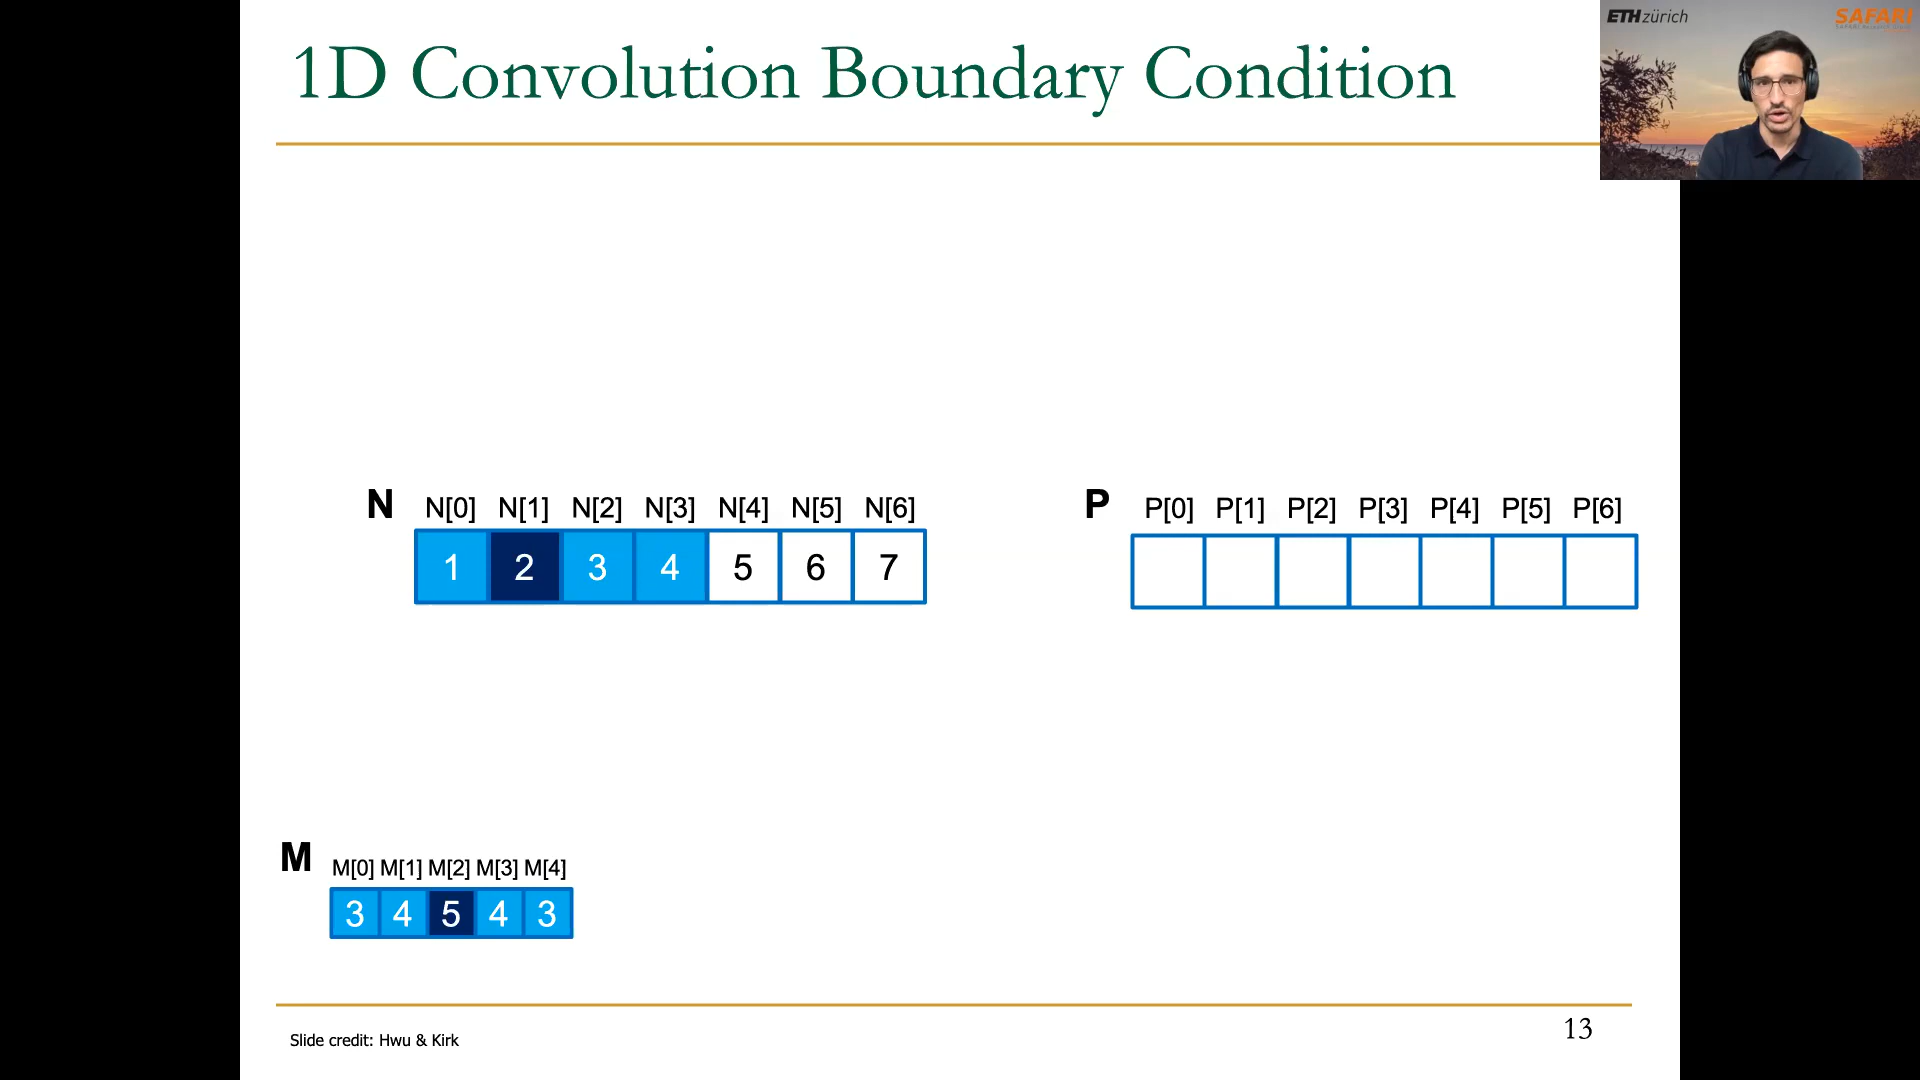 1D Convolution Boundary Condition
ETH zürich
SAFARI
N N[0] N[1] N[2] N[3] N[4] N[5] N[6]
1 2 3 4 5 6 7
P P[0] P[1] P[2] P[3] P[4] P[5] P[6]
M M[0] M[1] M[2] M[3] M[4]
3 4 5 4 3
Slide credit: Hwu & Kirk
13